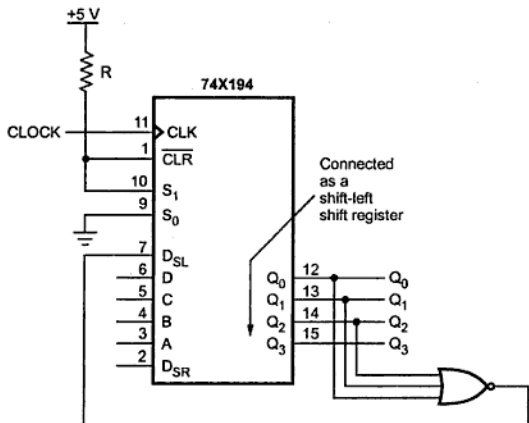 +5 V
R
74X194
CLOCK
11
CLK
1
CLR
10
S1
9
S0
7
DSL
6
D
5
C
4
B
3
A
2
DSR
Connected
as a
shift-left
shift register
Q0
12
Q0
Q1
13
Q1
Q2
14
Q2
Q3
15
Q3